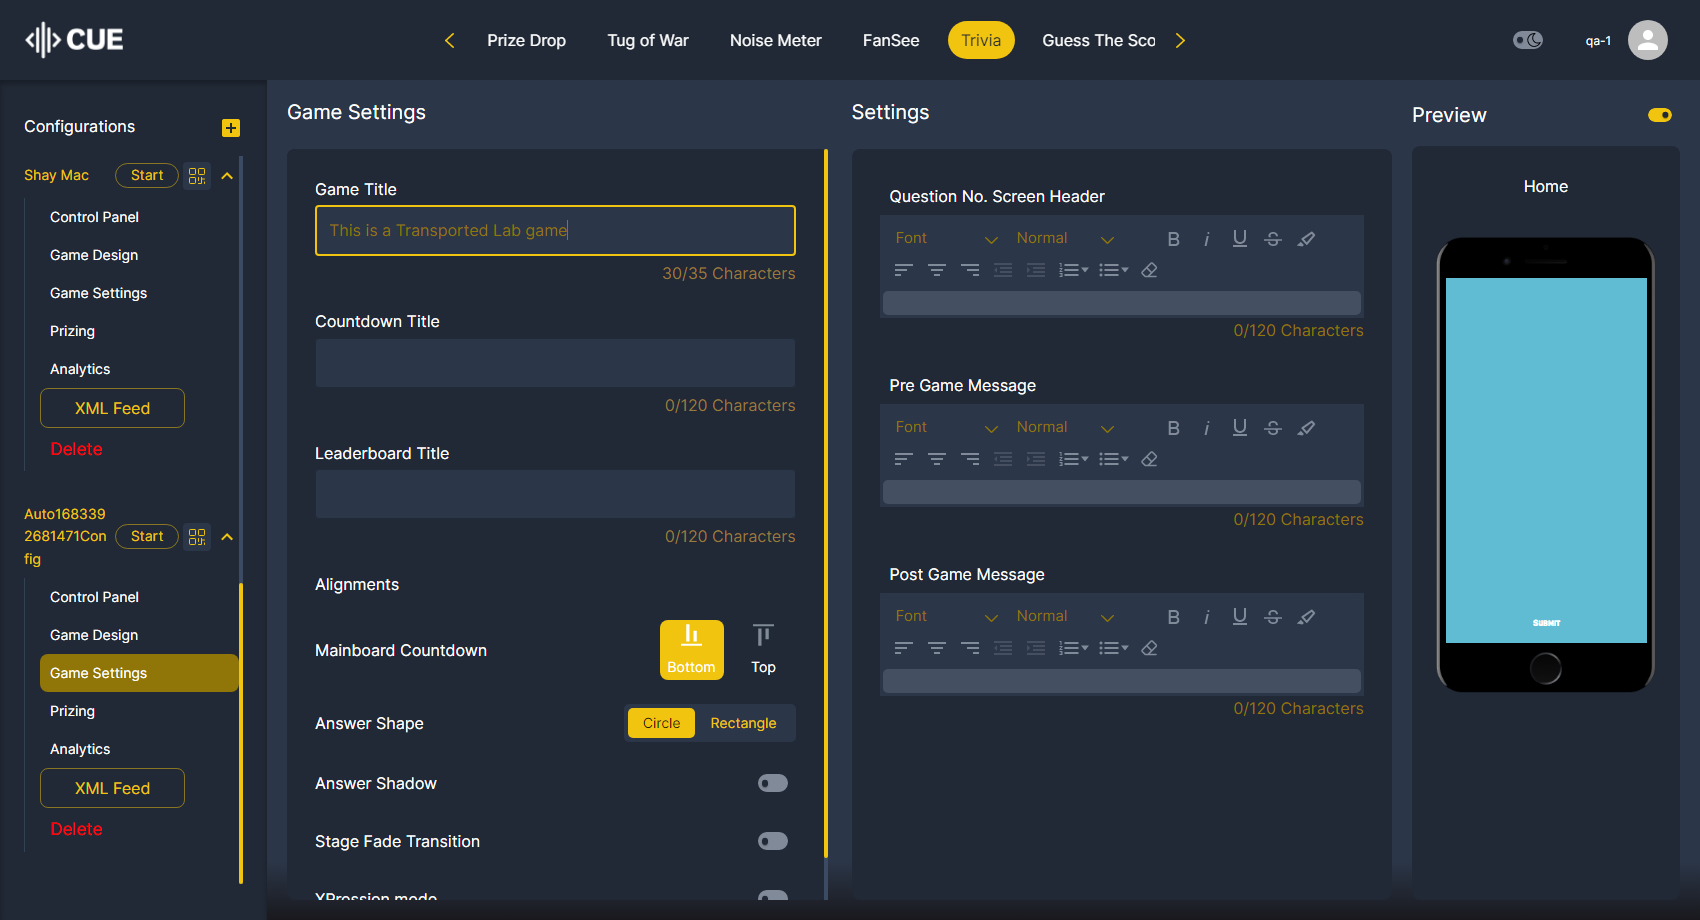 CUE
Prize Drop
Tug of War
Noise Meter
FanSee
Trivia
Guess The Sco
qa-1
Configurations
Shay Mac
Start
Control Panel
Game Design
Game Settings
Prizing
Analytics
XML Feed
Delete
Auto168339
2681471Con
fig
Start
Control Panel
Game Design
Game Settings
Prizing
Analytics
XML Feed
Delete
Game Settings
Game Title
This is a Transported Lab game
30/35 Characters
Countdown Title
0/120 Characters
Leaderboard Title
0/120 Characters
Alignments
Mainboard Countdown
Bottom
Top
Answer Shape
Circle
Rectangle
Answer Shadow
Stage Fade Transition
XPression mode
Settings
Question No. Screen Header
Font
Normal
0/120 Characters
Pre Game Message
Font
Normal
0/120 Characters
Post Game Message
Font
Normal
0/120 Characters
Preview
Home
SUBMIT